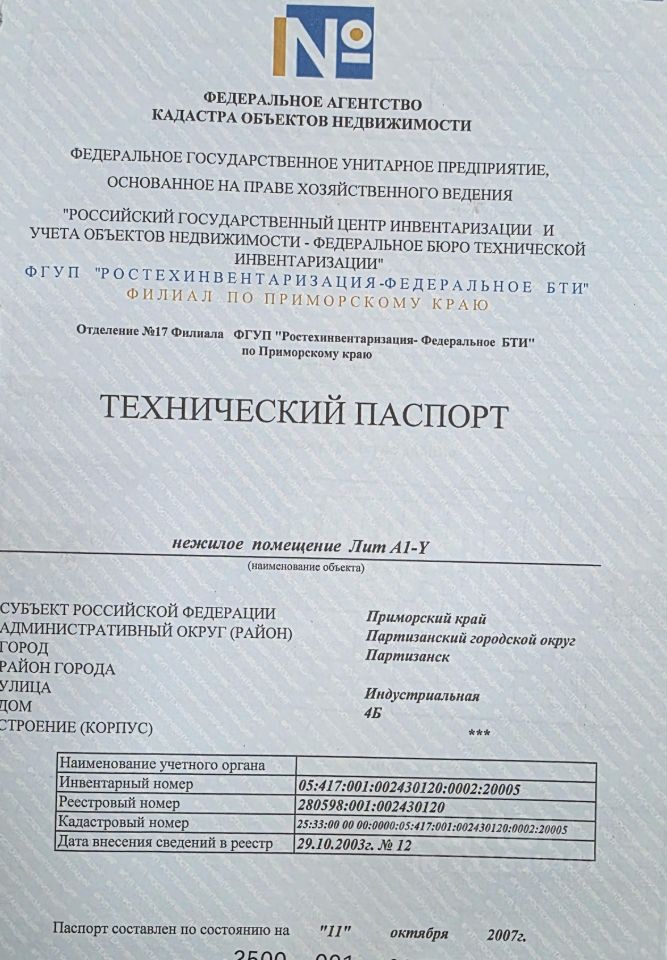 №
ФЕДЕРАЛЬНОЕ АГЕНТСТВО
КАДАСТРА ОБЪЕКТОВ НЕДВИЖИМОСТИ
ФЕДЕРАЛЬНОЕ ГОСУДАРСТВЕННОЕ УНИТАРНОЕ ПРЕДПРИЯТИЕ,
ОСНОВАННОЕ НА ПРАВЕ ХОЗЯЙСТВЕННОГО ВЕДЕНИЯ
"РОССИЙСКИЙ ГОСУДАРСТВЕННЫЙ ЦЕНТР ИНВЕНТАРИЗАЦИИ И
УЧЕТА ОБЪЕКТОВ НЕДВИЖИМОСТИ - ФЕДЕРАЛЬНОЕ БЮРО ТЕХНИЧЕСКОЙ
ИНВЕНТАРИЗАЦИИ"
ФГУП "РОСТЕХИНВЕНТАРИЗАЦИЯ-ФЕДЕРАЛЬНОЕ БТИ"
ФИЛИАЛ ПО ПРИМОРСКОМУ КРАЮ
Отделение №17 Филиала ФГУП "Ростехинвентаризация- Федеральное БТИ"
по Приморскому краю
ТЕХНИЧЕСКИЙ ПАСПОРТ
нежилое помещение Лит А1-Y
(наименование объекта)
СУБЪЕКТ РОССИЙСКОЙ ФЕДЕРАЦИИ Приморский край
АДМИНИСТРАТИВНЫЙ ОКРУГ (РАЙОН) Партизанский городской округ
ГОРОД Партизанск
РАЙОН ГОРОДА
УЛИЦА Индустриальная
ДОМ 4Б
СТРОЕНИЕ (КОРПУС) ***
Наименование учетного органа
Инвентарный номер 05:417:001:002430120:0002:20005
Реестровый номер 280598:001:002430120
Кадастровый номер 25:33:00 00 00:0000:05:417:001:002430120:0002:20005
Дата внесения сведений в реестр 29.10.2003г. № 12
Паспорт составлен по состоянию на "11" октября 2007г.